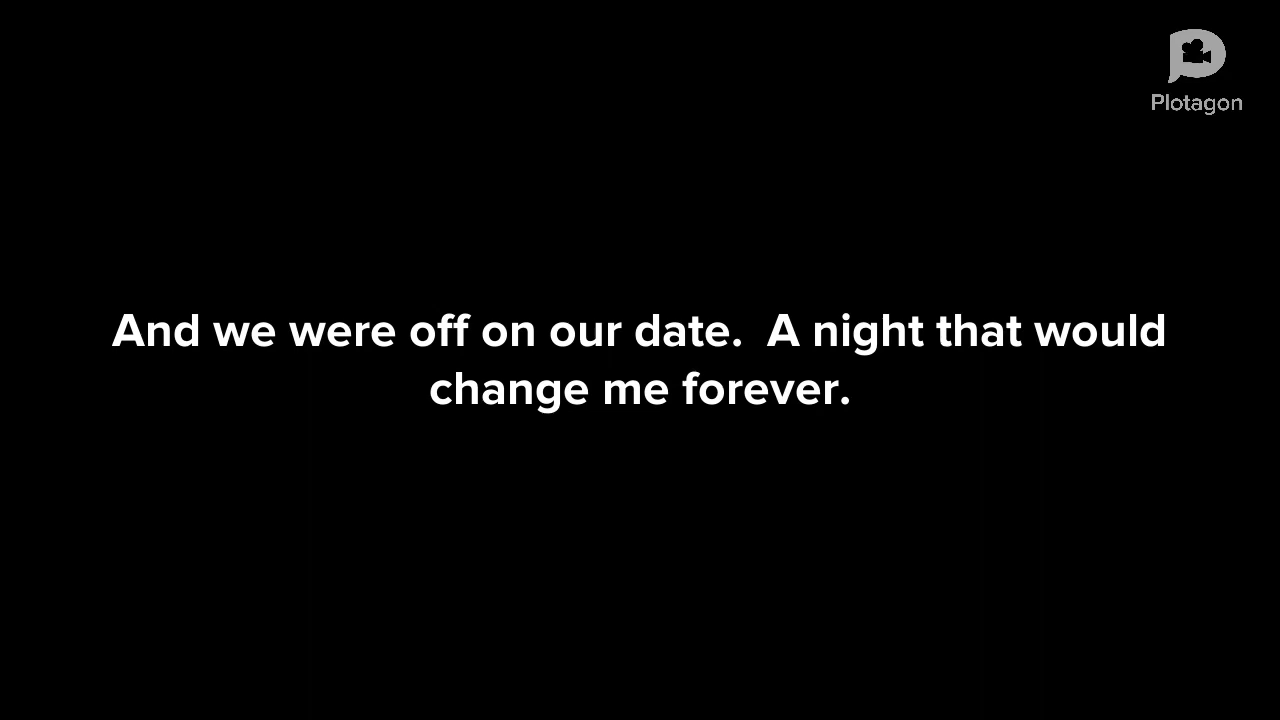 Plotagon
And we were off on our date.  A night that would
change me forever.